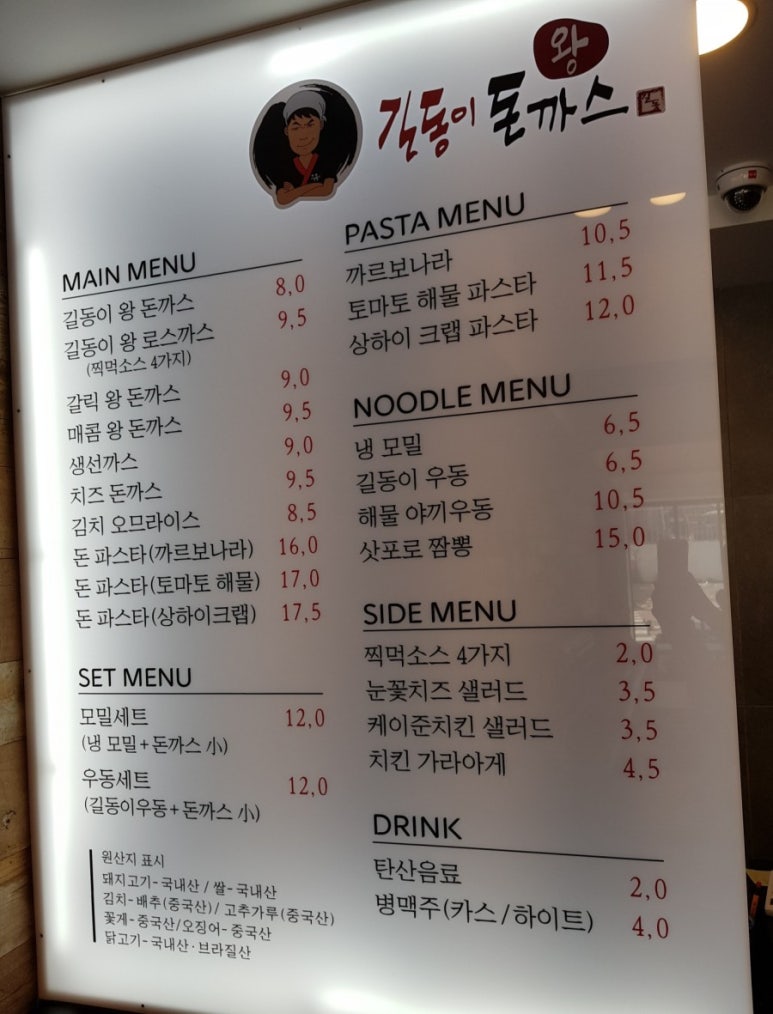 왕
길동이 돈까스
MAIN MENU
길동이 왕 돈까스 8,0
길동이 왕 로스까스 9,5
(찍먹소스 4가지)
갈릭 왕 돈까스 9,0
매콤 왕 돈까스 9,5
생선까스 9,0
치즈 돈까스 9,5
김치 오므라이스 8,5
돈 파스타(까르보나라) 16,0
돈 파스타(토마토 해물) 17,0
돈 파스타(상하이크랩) 17,5
SET MENU
모밀세트 12,0
(냉 모밀+돈까스 小)
우동세트 12,0
(길동이우동+돈까스 小)
원산지 표시
돼지고기-국내산 / 쌀-국내산
김치-배추(중국산)/ 고추가루(중국산)
꽃게-중국산/오징어-중국산
닭고기-국내산·브라질산
PASTA MENU
까르보나라 10,5
토마토 해물 파스타 11,5
상하이 크랩 파스타 12,0
NOODLE MENU
냉 모밀 6,5
길동이 우동 6,5
해물 야끼우동 10,5
삿포로 짬뽕 15,0
SIDE MENU
찍먹소스 4가지 2,0
눈꽃치즈 샐러드 3,5
케이준치킨 샐러드 3,5
치킨 가라아게 4,5
DRINK
탄산음료 2,0
병맥주(카스/하이트) 4,0